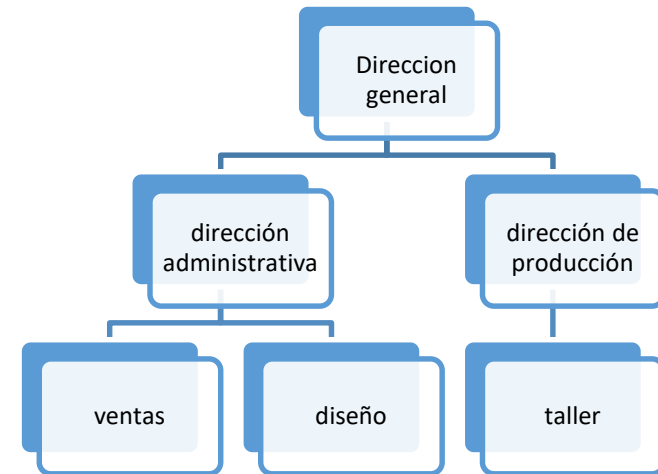 Direccion
general
dirección
administrativa
dirección de
producción
ventas
diseño
taller